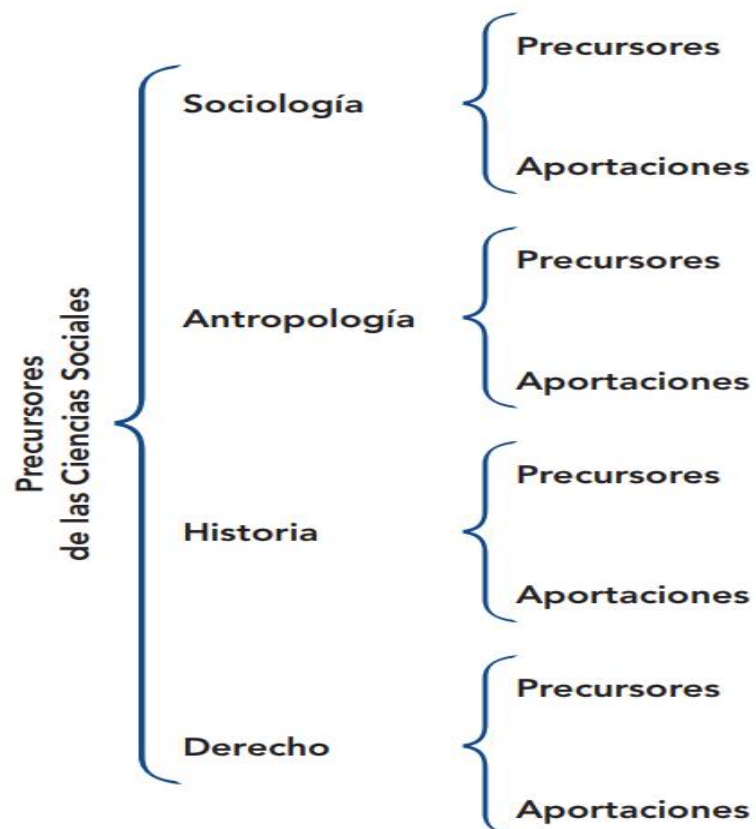 Precursores
de las Ciencias Sociales
Sociología
Precursores
Aportaciones
Antropología
Precursores
Aportaciones
Historia
Precursores
Aportaciones
Derecho
Precursores
Aportaciones